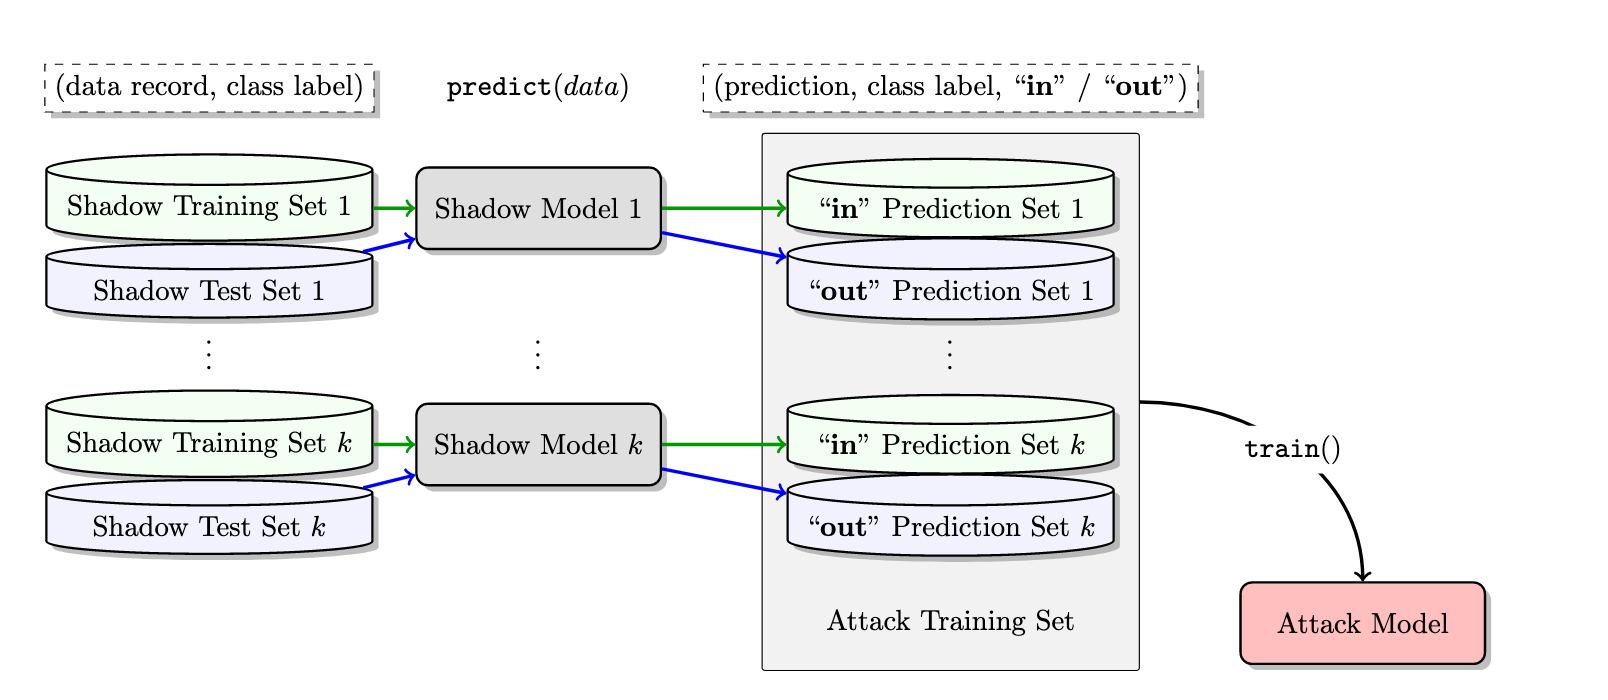 (data record, class label)
predict(data)
(prediction, class label, “in” / “out”)
Shadow Training Set 1
Shadow Model 1
“in” Prediction Set 1
Shadow Test Set 1
“out” Prediction Set 1
⋮ ⋮ ⋮
Shadow Training Set k
Shadow Model k
“in” Prediction Set k
train()
Shadow Test Set k
“out” Prediction Set k
Attack Training Set
Attack Model